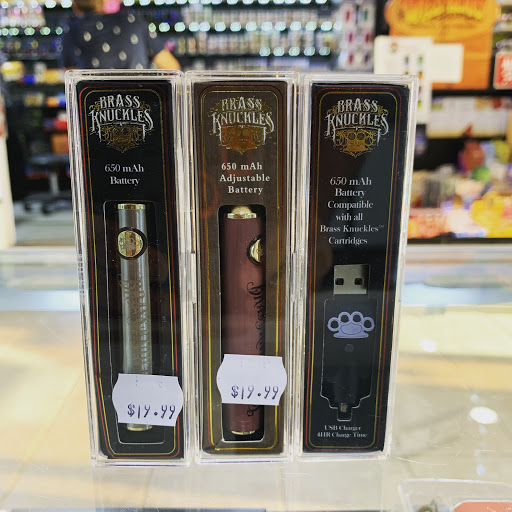 BRASS
KNUCKLES
650 mAh
Battery
$19.99
BRASS
KNUCKLES
650 mAh
Adjustable
Battery
$19.99
BRASS
KNUCKLES
650 mAh
Battery
Compatible
with all
Brass Knuckles™
Cartridges
USB Charger
4HR Charge Time